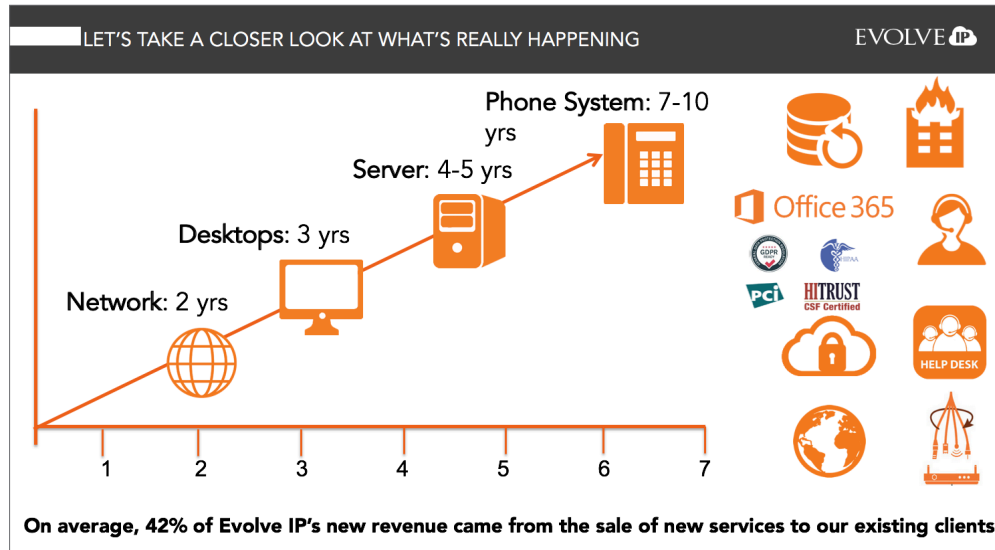 LET'S TAKE A CLOSER LOOK AT WHAT'S REALLY HAPPENING
EVOLVE IP
Phone System: 7-10
yrs
Server: 4-5 yrs
Desktops: 3 yrs
Network: 2 yrs
Office 365
GDPR
READY
HIPAA
PCi
HITRUST
CSF Certified
HELP DESK
1 2 3 4 5 6 7
On average, 42% of Evolve IP's new revenue came from the sale of new services to our existing clients